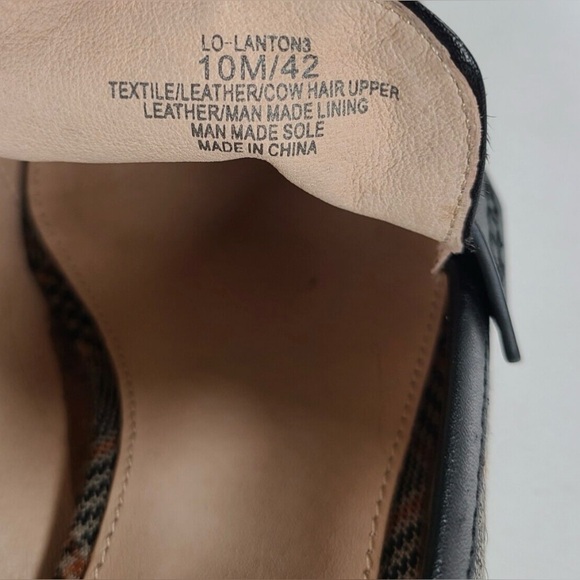 LO-LANTON3
10M/42
TEXTILE/LEATHER/COW HAIR UPPER
LEATHER/MAN MADE LINING
MAN MADE SOLE
MADE IN CHINA